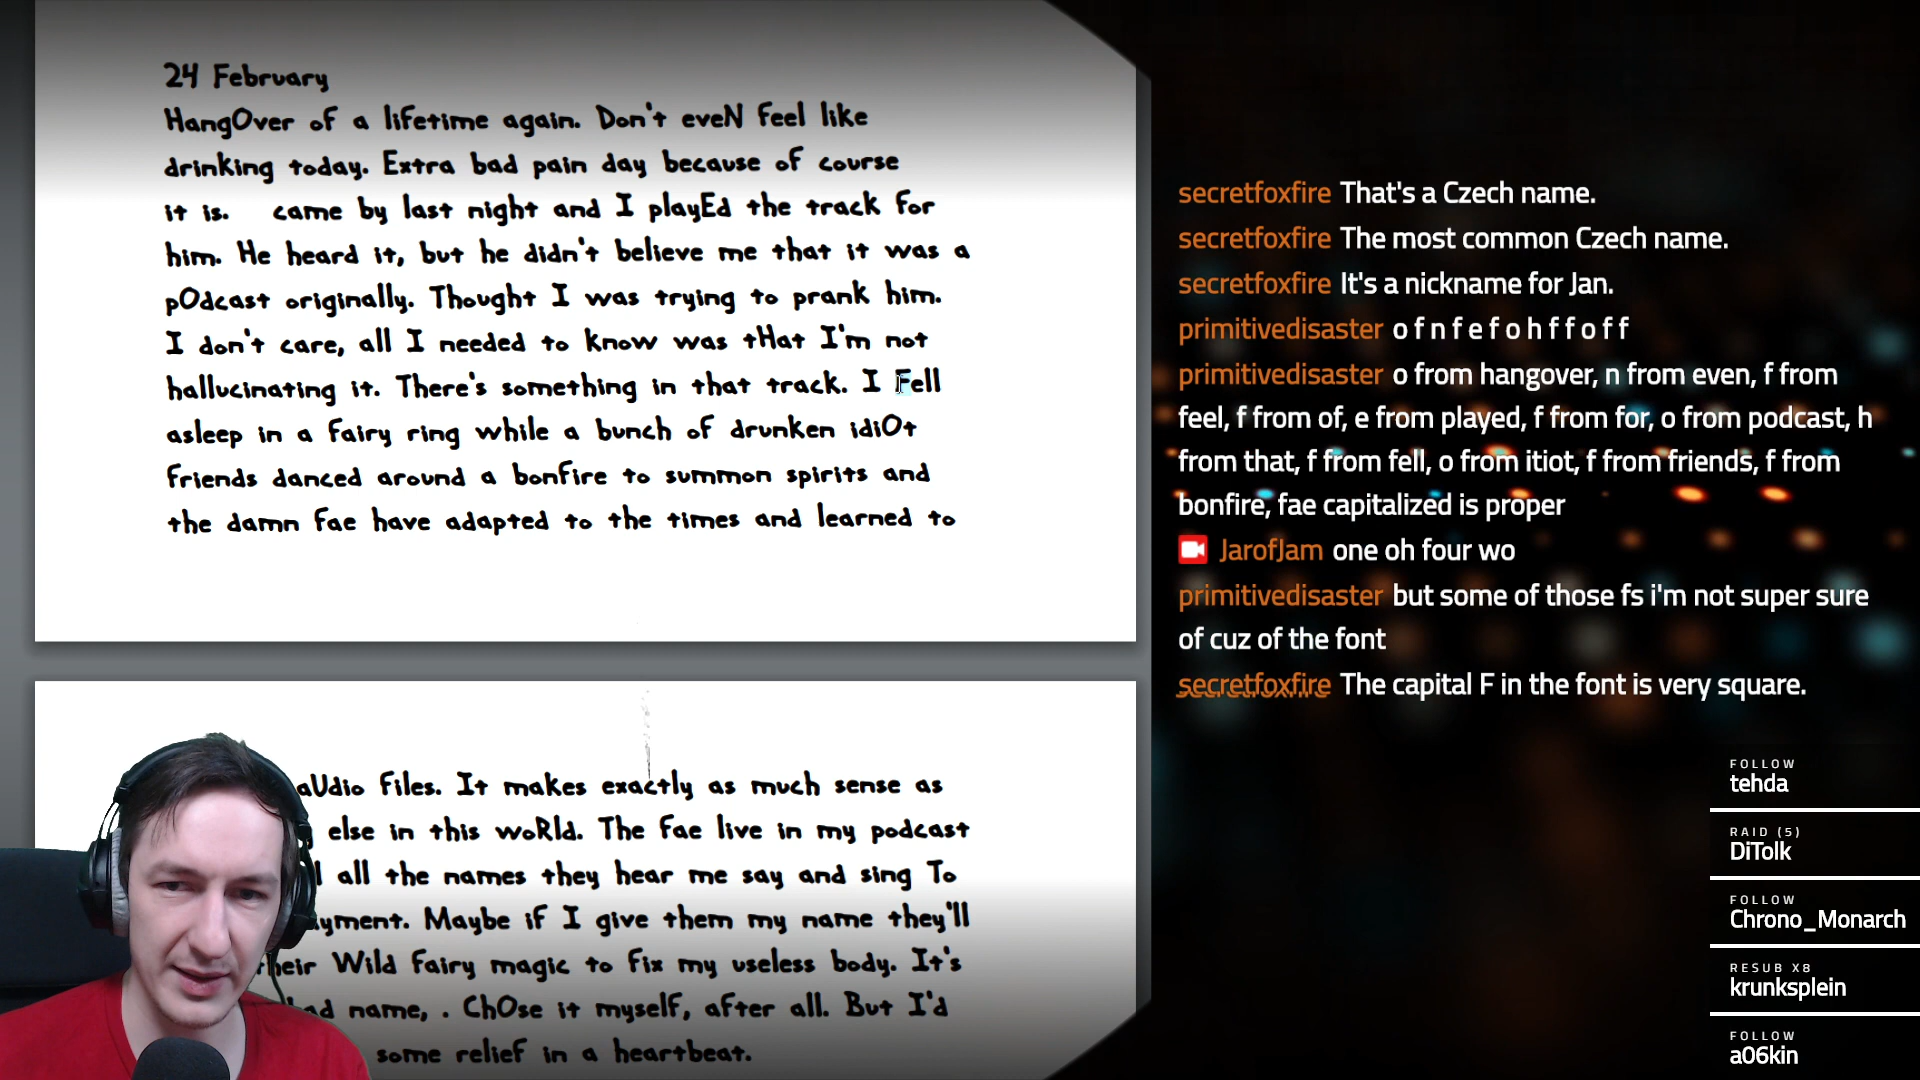 24 February
HangOver of a lifetime again. Don't eveN feel like
drinking today. Extra bad pain day because of course
it is. came by last night and I playEd the track for
him. He heard it, but he didn't believe me that it was a
pOdcast originally. Thought I was trying to prank him.
I don't care, all I needed to know was tHat I'm not
hallucinating it. There's something in that track. I Fell
asleep in a fairy ring while a bunch of drunken idiOt
friends danced around a bonfire to summon spirits and
the damn fae have adapted to the times and learned to
aUdio files. It makes exactly as much sense as
else in this woRld. The fae live in my podcast
all the names they hear me say and sing To
yment. Maybe if I give them my name they'll
heir Wild fairy magic to fix my useless body. It's
ad name, . ChOse it myself, after all. But I'd
some relief in a heartbeat.
secretfoxfire That's a Czech name.
secretfoxfire The most common Czech name.
secretfoxfire It's a nickname for Jan.
primitivedisaster o f n f e f o h f f o f f
primitivedisaster o from hangover, n from even, f from
feel, f from of, e from played, f from for, o from podcast, h
from that, f from fell, o from itiot, f from friends, f from
bonfire, fae capitalized is proper
JarofJam one oh four wo
primitivedisaster but some of those fs i'm not super sure
of cuz of the font
secretfoxfire The capital F in the font is very square.
FOLLOW
tehda
RAID (5)
DiTolk
FOLLOW
Chrono_Monarch
RESUB X8
krunksplein
FOLLOW
a06kin